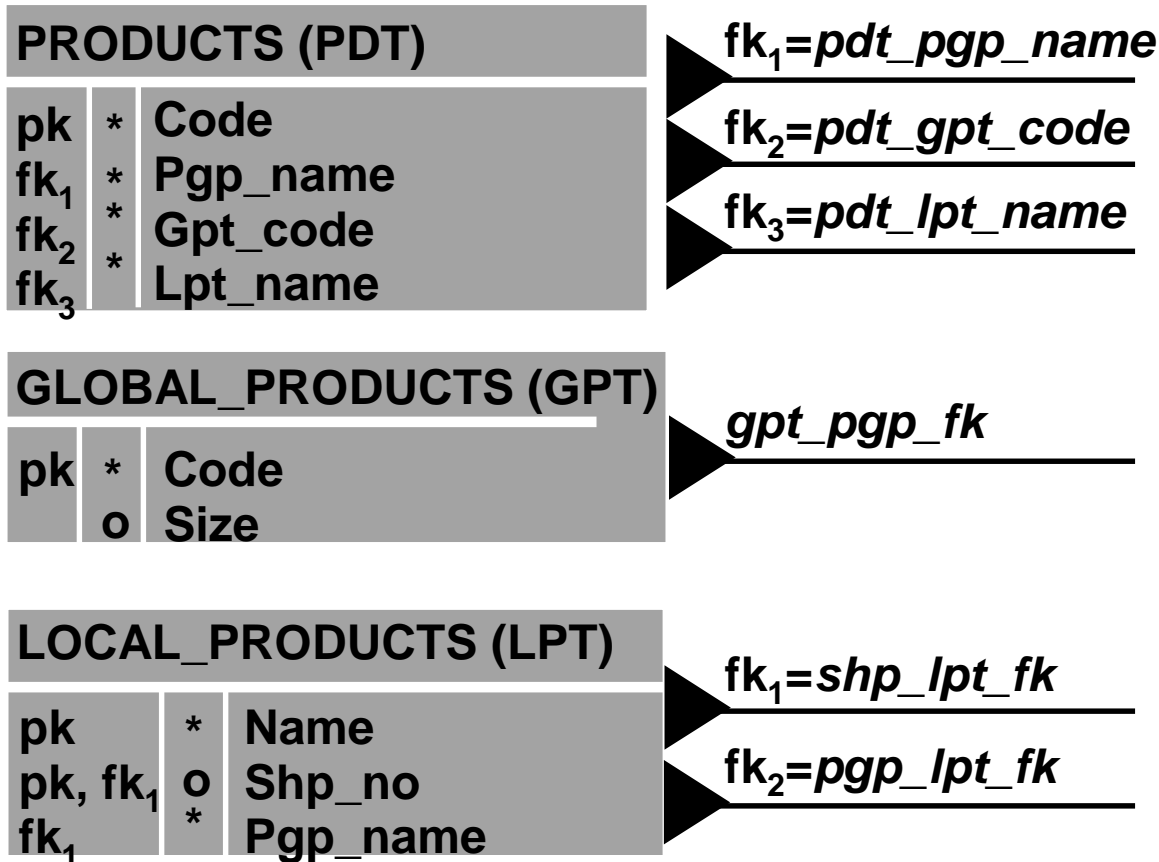 PRODUCTS (PDT)
pk * Code
fk₁ * Pgp_name
fk₂ * Gpt_code
fk₃ * Lpt_name
fk₁=pdt_pgp_name
fk₂=pdt_gpt_code
fk₃=pdt_lpt_name
GLOBAL_PRODUCTS (GPT)
pk * Code
o Size
gpt_pgp_fk
LOCAL_PRODUCTS (LPT)
pk * Name
pk, fk₁ o Shp_no
fk₁ * Pgp_name
fk₁=shp_lpt_fk
fk₂=pgp_lpt_fk